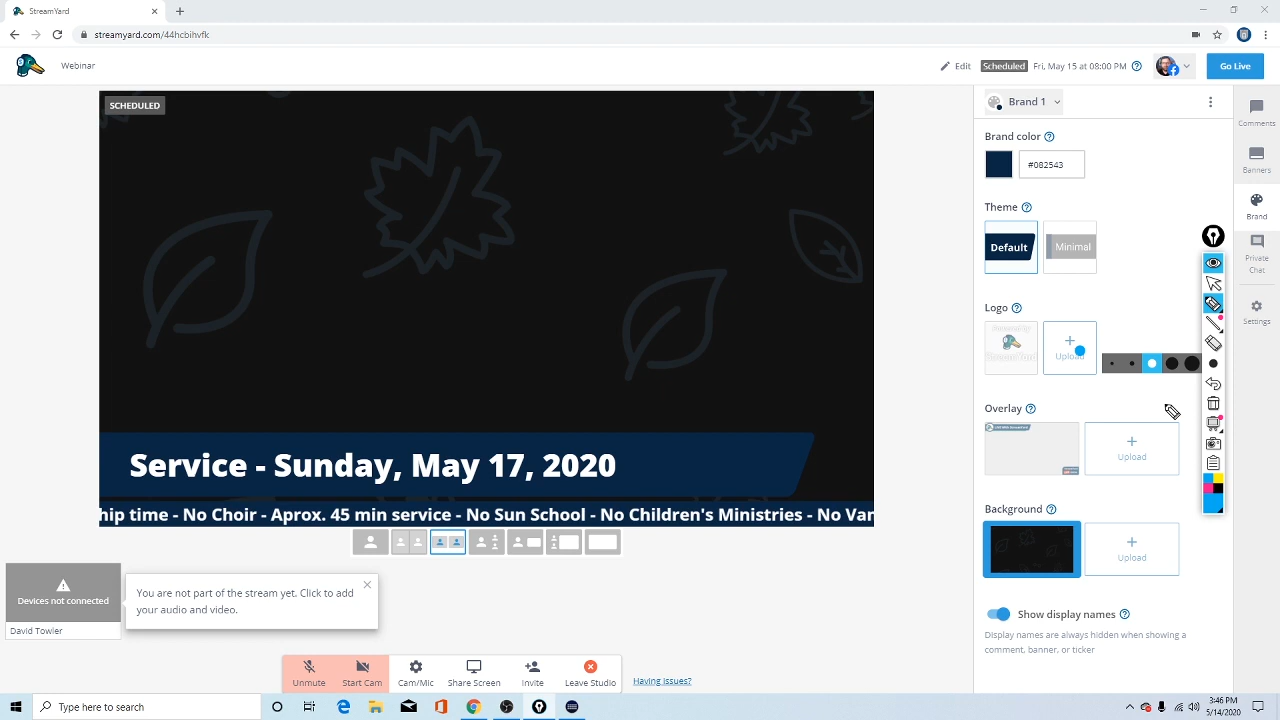 StreamYard
streamyard.com/44hcbihvfk
Webinar
Edit
Scheduled
Fri, May 15 at 08:00 PM
Go Live
SCHEDULED
Brand 1
Brand color
#082543
Theme
Default
Minimal
Logo
Powered by
StreamYard
Upload
Overlay
Upload
Background
Upload
Show display names
Display names are always hidden when showing a
comment, banner, or ticker
Comments
Banners
Brand
Private
Chat
Settings
Service - Sunday, May 17, 2020
hip time - No Choir - Aprox. 45 min service - No Sun School - No Children's Ministries - No Var
Devices not connected
David Towler
You are not part of the stream yet. Click to add
your audio and video.
Unmute
Start Cam
Cam/Mic
Share Screen
Invite
Leave Studio
Having issues?
Type here to search
3:46 PM
5/14/2020